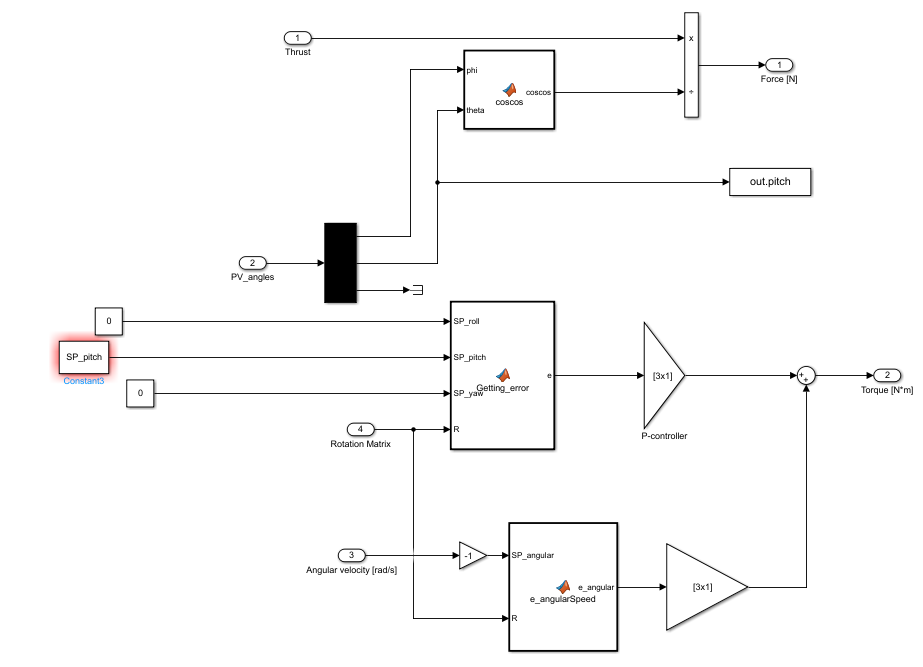 1
Thrust
x
÷
1
Force [N]
phi
theta
coscos
coscos
out.pitch
2
PV_angles
0
SP_pitch
Constant3
0
SP_roll
SP_pitch
SP_yaw
R
e
Getting_error
[3x1]
P-controller
+
+
2
Torque [N*m]
4
Rotation Matrix
3
Angular velocity [rad/s]
-1
SP_angular
R
e_angular
e_angularSpeed
[3x1]